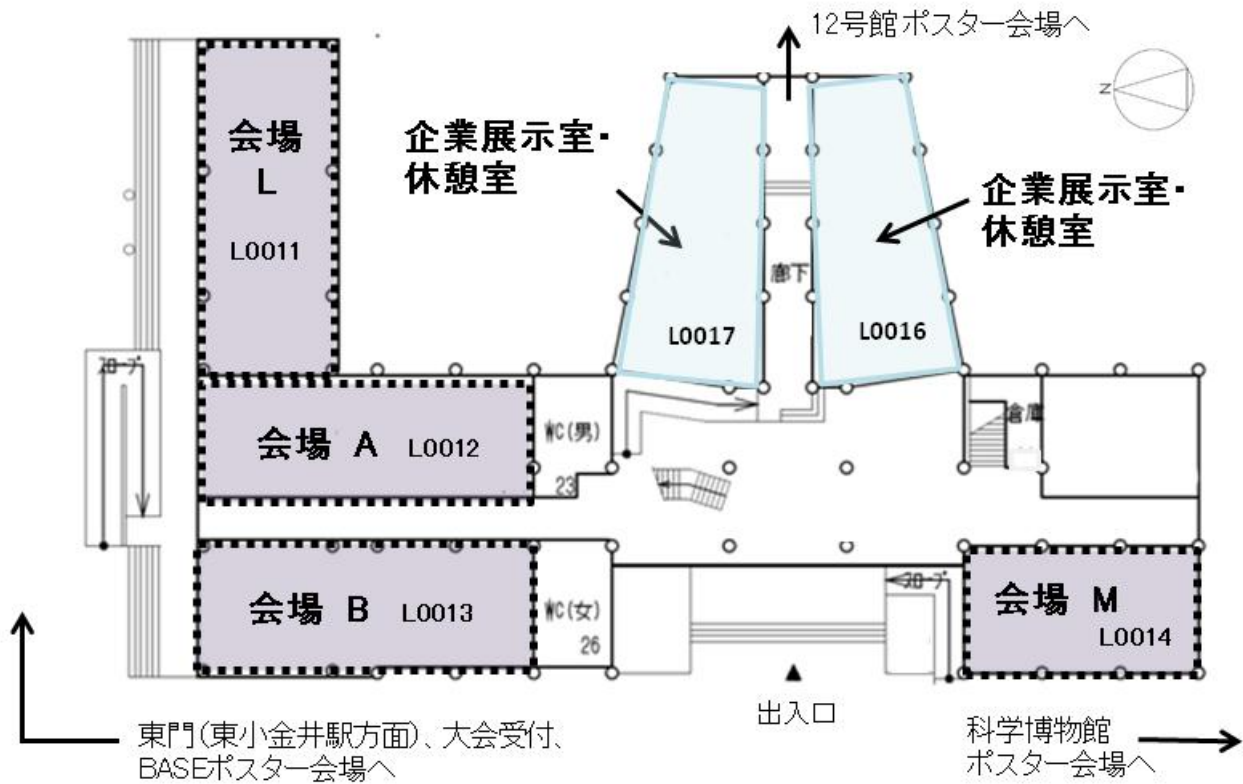 12号館ポスター会場へ
N
会場
L
L0011
企業展示室・
休憩室
企業展示室・
休憩室
廊下
L0017
L0016
スロープ
会場 A L0012
WC(男)
23
倉庫
会場 B L0013
WC(女)
26
スロープ
会場 M
L0014
出入口
東門(東小金井駅方面)、大会受付、
BASEポスター会場へ
科学博物館
ポスター会場へ